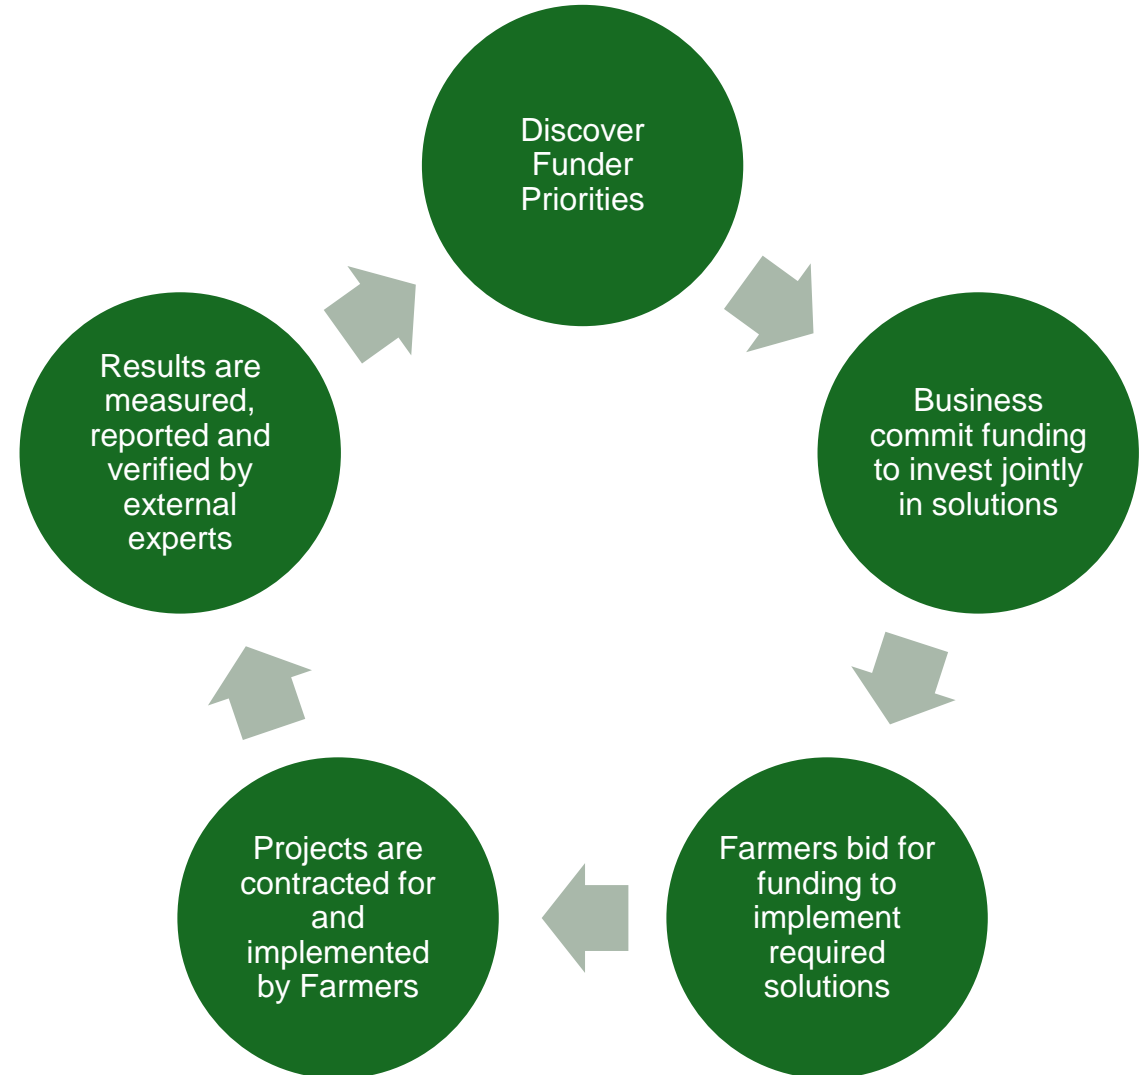 Discover
Funder
Priorities
Business
commit funding
to invest jointly
in solutions
Farmers bid for
funding to
implement
required
solutions
Projects are
contracted for
and
implemented
by Farmers
Results are
measured,
reported and
verified by
external
experts